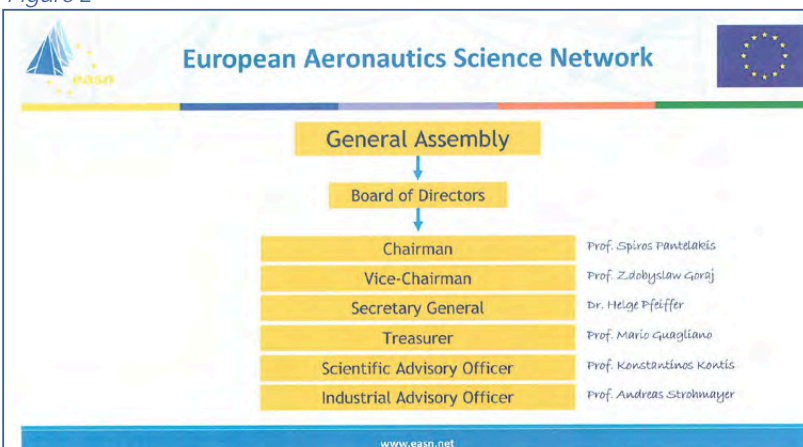 Figure 2
easn
European Aeronautics Science Network
General Assembly
Board of Directors
Chairman
Prof. Spiros Pantelakis
Vice-Chairman
Prof. Zdobyslaw Goraj
Secretary General
Dr. Helge Pfeiffer
Treasurer
Prof. Mario Guagliano
Scientific Advisory Officer
Prof. Konstantinos Kontis
Industrial Advisory Officer
Prof. Andreas Strohmayer
www.easn.net